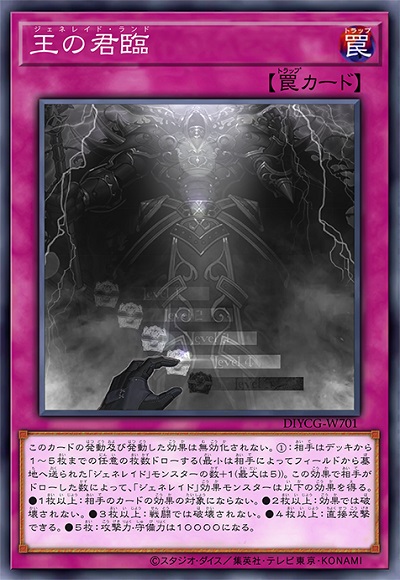 ジェネレイド・ランド
王の君臨
トラップ
罠
トラップ
【罠カード】
level 2
level
level 4
DIYCG-W701
このカードの発動及び発動した効果は無効化されない。①:相手はデッキから
1~5枚までの任意の枚数ドローする(最小は相手によってフィールドから墓
地へ送られた「ジェネレイド」モンスターの数+1(最大は5))。この効果で相手が
ドローした数によって、「ジェネレイド」効果モンスターは以下の効果を得る。
●1枚以上:相手のカードの効果の対象にならない。●2枚以上:効果では破
壊されない。●3枚以上:戦闘では破壊されない。●4枚以上:直接攻撃
できる。●5枚:攻撃力・守備力は10000になる。
©スタジオ・ダイス/集英社・テレビ東京・KONAMI